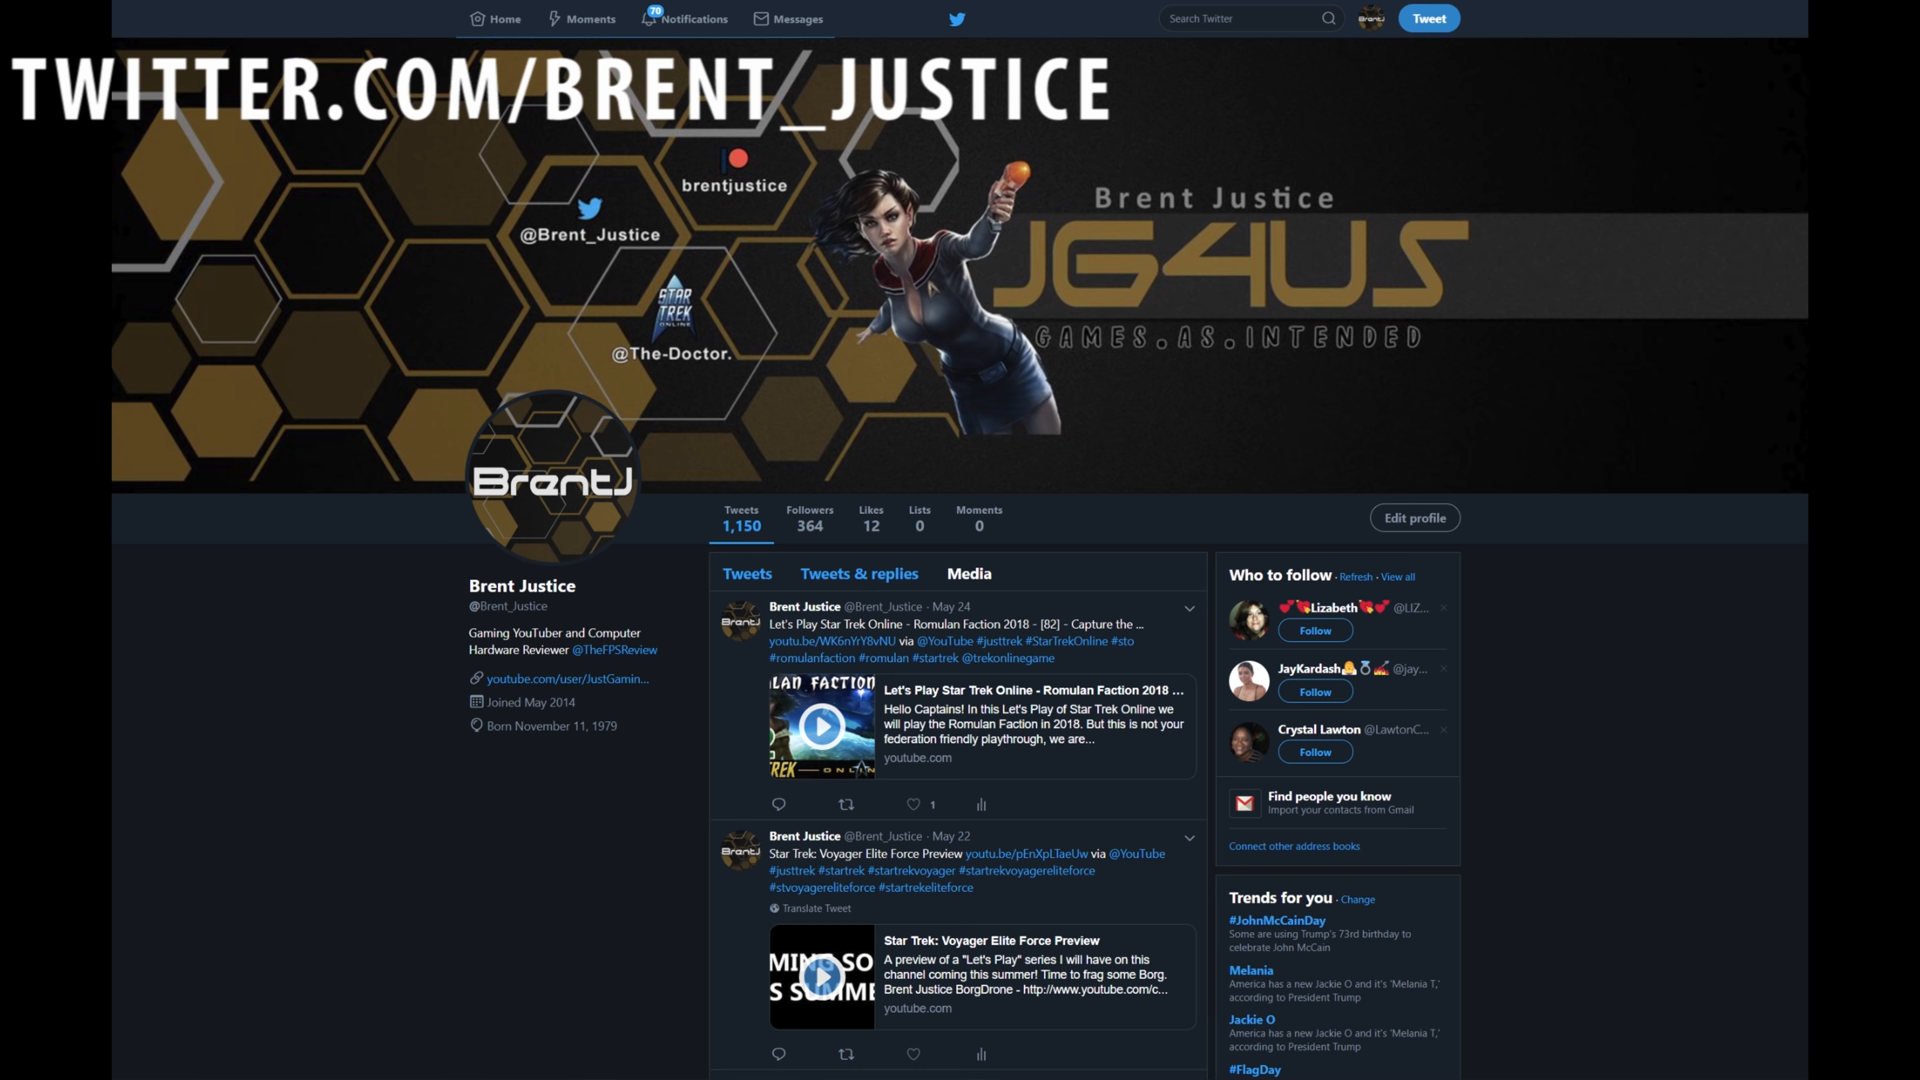 Home
Moments
70
Notifications
Messages
Search Twitter
BrentJ
Tweet
TWITTER.COM/BRENT_JUSTICE
brentjustice
@Brent_Justice
STAR
TREK
ONLINE
@The-Doctor.
Brent Justice
JG4US
GAMES.AS.INTENDED
BrentJ
Tweets
1,150
Followers
364
Likes
12
Lists
0
Moments
0
Edit profile
Brent Justice
@Brent_Justice
Gaming YouTuber and Computer
Hardware Reviewer @TheFPSReview
youtube.com/user/JustGamin...
Joined May 2014
Born November 11, 1979
Tweets
Tweets & replies
Media
BrentJ
Brent Justice @Brent_Justice · May 24
Let's Play Star Trek Online - Romulan Faction 2018 - [82] - Capture the ...
youtu.be/WK6nYrY8vNU via @YouTube #justtrek #StarTrekOnline #sto
#romulanfaction #romulan #startrek @trekonlinegame
LAN FACTION
TREK — ONLIN
Let's Play Star Trek Online - Romulan Faction 2018 ...
Hello Captains! In this Let's Play of Star Trek Online we
will play the Romulan Faction in 2018. But this is not your
federation friendly playthrough, we are...
youtube.com
1
BrentJ
Brent Justice @Brent_Justice · May 22
Star Trek: Voyager Elite Force Preview youtu.be/pEnXpLTaeUw via @YouTube
#justtrek #startrek #startrekvoyager #startrekvoyagereliteforce
#stvoyagereliteforce #startrekeliteforce
Translate Tweet
MING SO
S SUMME
Star Trek: Voyager Elite Force Preview
A preview of a "Let's Play" series I will have on this
channel coming this summer! Time to frag some Borg.
Brent Justice BorgDrone - http://www.youtube.com/c...
youtube.com
Who to follow · Refresh · View all
Lizabeth @LIZ...
Follow
JayKardash @jay...
Follow
Crystal Lawton @LawtonC...
Follow
Find people you know
Import your contacts from Gmail
Connect other address books
Trends for you · Change
#JohnMcCainDay
Some are using Trump's 73rd birthday to
celebrate John McCain
Melania
America has a new Jackie O and it's 'Melania T,'
according to President Trump
Jackie O
America has a new Jackie O and it's 'Melania T,'
according to President Trump
#FlagDay